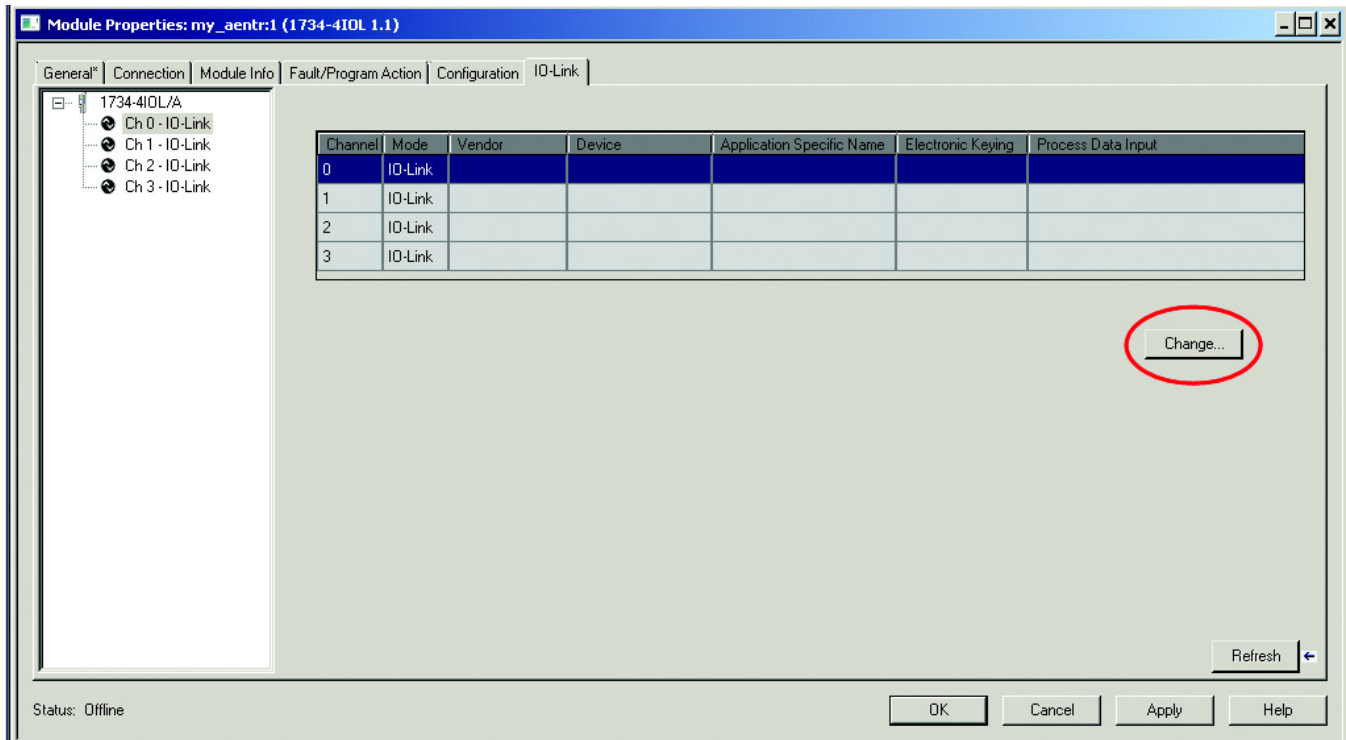 Module Properties: my_aentr:1 (1734-4IOL 1.1)
General* Connection Module Info Fault/Program Action Configuration IO-Link
1734-4IOL/A
Ch 0 - IO-Link
Ch 1 - IO-Link
Ch 2 - IO-Link
Ch 3 - IO-Link
Channel Mode Vendor Device Application Specific Name Electronic Keying Process Data Input
0 IO-Link
1 IO-Link
2 IO-Link
3 IO-Link
Change...
Refresh
Status: Offline
OK Cancel Apply Help